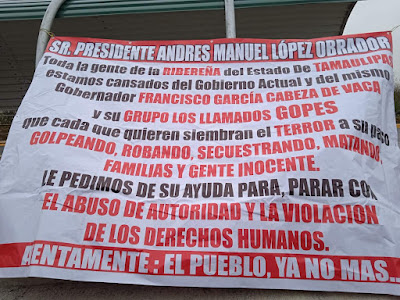 SR. PRESIDENTE ANDRES MANUEL LÓPEZ OBRADOR
Toda la gente de la RIBEREÑA del Estado De TAMAULIPAS
estamos cansados del Gobierno Actual y del mismo
Gobernador FRANCISCO GARCÍA CABEZA DE VACA
y su GRUPO LOS LLAMADOS GOPES
que cada que quieren siembran el TERROR a su paso
GOLPEANDO, ROBANDO, SECUESTRANDO, MATANDO,
FAMILIAS Y GENTE INOCENTE.
LE PEDIMOS DE SU AYUDA PARA, PARAR CON
EL ABUSO DE AUTORIDAD Y LA VIOLACIÓN
DE LOS DERECHOS HUMANOS.
ENTAMENTE : EL PUEBLO, YA NO MAS...